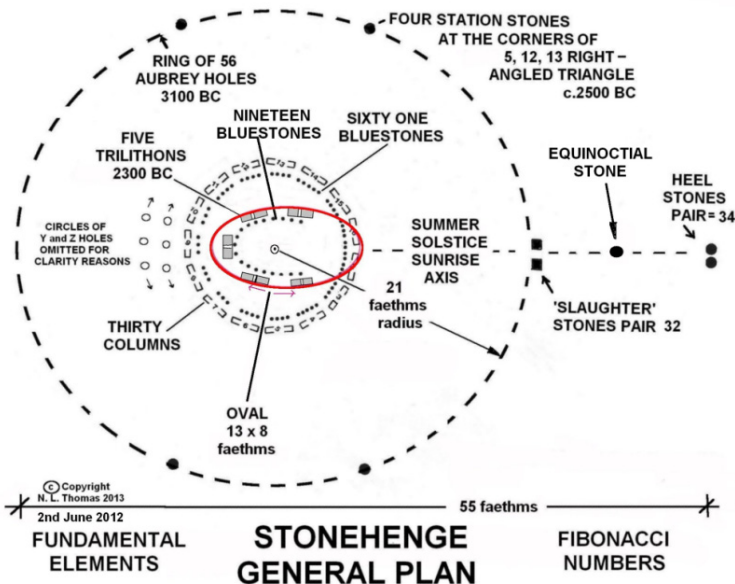 FOUR STATION STONES
AT THE CORNERS OF
5, 12, 13 RIGHT –
ANGLED TRIANGLE
c.2500 BC
RING OF 56
AUBREY HOLES
3100 BC
NINETEEN
BLUESTONES
SIXTY ONE
BLUESTONES
FIVE
TRILITHONS
2300 BC
EQUINOCTIAL
STONE
HEEL
STONES
PAIR = 34
CIRCLES OF
Y and Z HOLES
OMITTED FOR
CLARITY REASONS
SUMMER
SOLSTICE
SUNRISE
AXIS
21
faethms
radius
'SLAUGHTER'
STONES PAIR 32
THIRTY
COLUMNS
OVAL
13 x 8
faethms
© Copyright
N. L. Thomas 2013
2nd June 2012
55 faethms
FUNDAMENTAL
ELEMENTS
STONEHENGE
GENERAL PLAN
FIBONACCI
NUMBERS